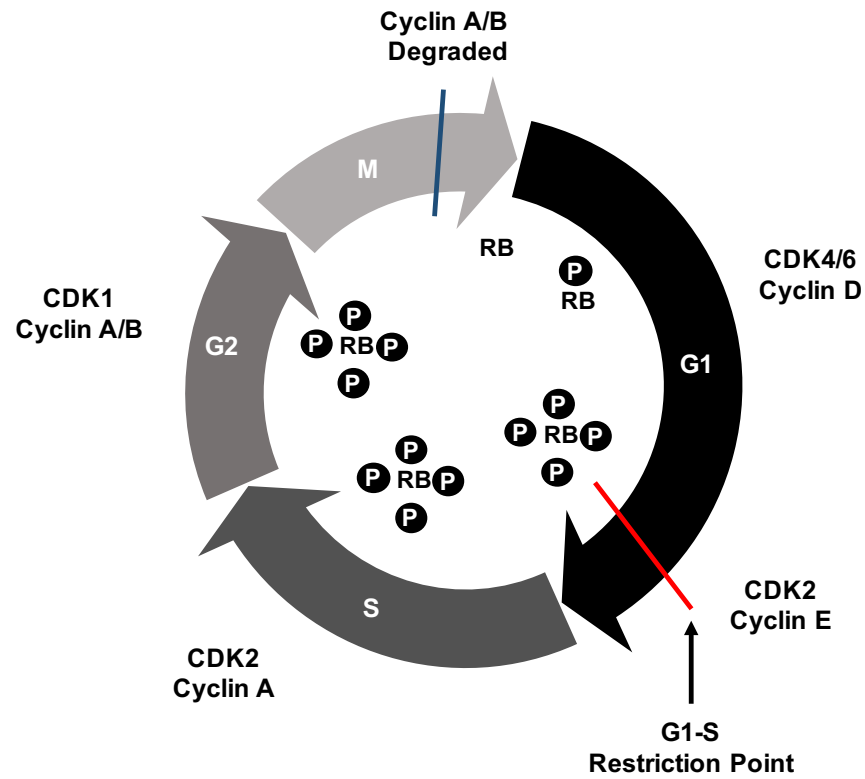 Cyclin A/B
Degraded
M
RB
P
RB
CDK4/6
Cyclin D
G1
CDK1
Cyclin A/B
G2
P
P RB P
P
P
P RB P
P
P
P RB P
P
S
CDK2
Cyclin E
CDK2
Cyclin A
G1-S
Restriction Point